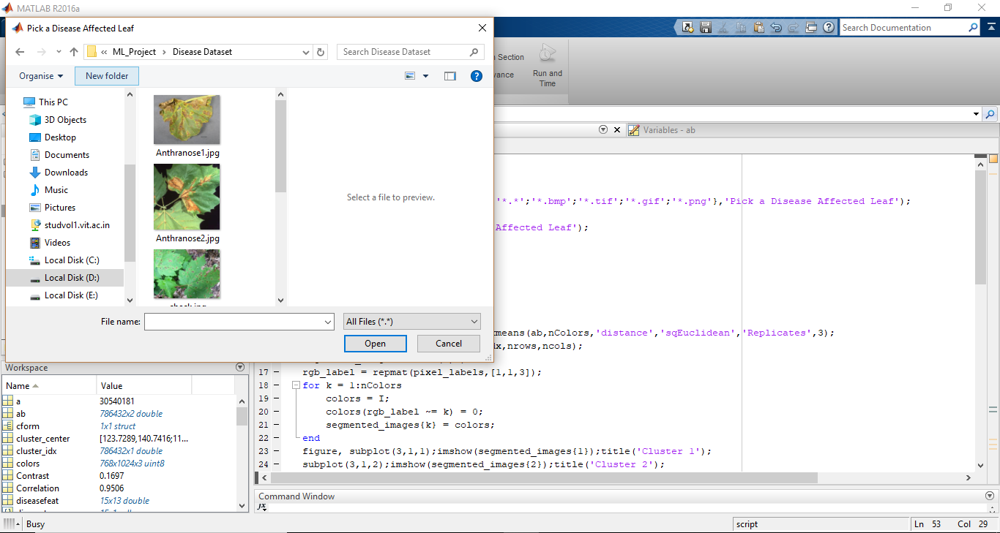 MATLAB R2016a
Pick a Disease Affected Leaf
« ML_Project › Disease Dataset
Search Disease Dataset
Search Documentation
Organise
New folder
Section
vance
Run and
Time
This PC
3D Objects
Desktop
Documents
Downloads
Music
Pictures
studvol1.vit.ac.in
Videos
Local Disk (C:)
Local Disk (D:)
Local Disk (E:)
Anthranose1.jpg
Anthranose2.jpg
Select a file to preview.
File name:
All Files (*.*)
Open
Cancel
Variables - ab
'*.*';'*.bmp';'*.tif';'*.gif';'*.png'},'Pick a Disease Affected Leaf');
Affected Leaf');
means(ab,nColors,'distance','sqEuclidean','Replicates',3);
dx,nrows,ncols);
17 – rgb_label = repmat(pixel_labels,[1,1,3]);
18 – for k = 1:nColors
19 – colors = I;
20 – colors(rgb_label ~= k) = 0;
21 – segmented_images{k} = colors;
22 – end
23 – figure, subplot(3,1,1);imshow(segmented_images{1});title('Cluster 1');
24 – subplot(3,1,2);imshow(segmented_images{2});title('Cluster 2');
Workspace
Name Value
a 30540181
ab 786432x2 double
cform 1x1 struct
cluster_center [123.7289,140.7416;11...
cluster_idx 786432x1 double
colors 768x1024x3 uint8
Contrast 0.1697
Correlation 0.9506
diseasefeat 15x13 double
Command Window
fx
Busy
script
Ln 53 Col 29